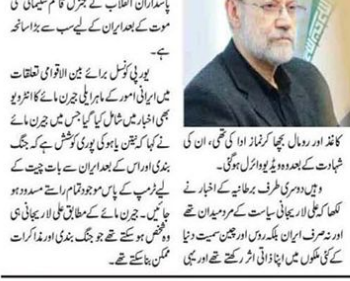 پاسداران انقلاب کے جنرل قاسم سلیمانی کی
موت کے بعد ایران کے لیے سب سے بڑا سانحہ
ہے۔
یورپی کونسل برائے بین الاقوامی تعلقات
میں ایرانی امور کے ماہر ایلی جیرن مائے کا انٹرویو
بھی اخبار میں شامل کیا گیا جس میں جیرن مائے
نے کہا کہ نیتن یاہو کی پوری کوشش ہے کہ جنگ
بندی اور اس کے بعد ایران سے بات چیت کے
لیے ٹرمپ کے پاس موجود تمام راستے مسدود ہو
جائیں۔ جیرن مائے کے مطابق علی لاریجانی ہی
وہ شخص ہو سکتے تھے جو جنگ بندی اور مذاکرات
ممکن بنا سکتے تھے۔
کاغذ اور رومال بچھا کر نماز ادا کی تھی، ان کی
شہادت کے بعد وہ ویڈیو وائرل ہو گئی۔
وہیں دوسری طرف برطانیہ کے اخبار نے
لکھا کہ علی لاریجانی سیاست کے مرد میدان تھے
اور نہ صرف ایران بلکہ روس اور چین سمیت دنیا
کے کئی ملکوں میں اپنا ذاتی اثر رکھتے تھے اور یہی